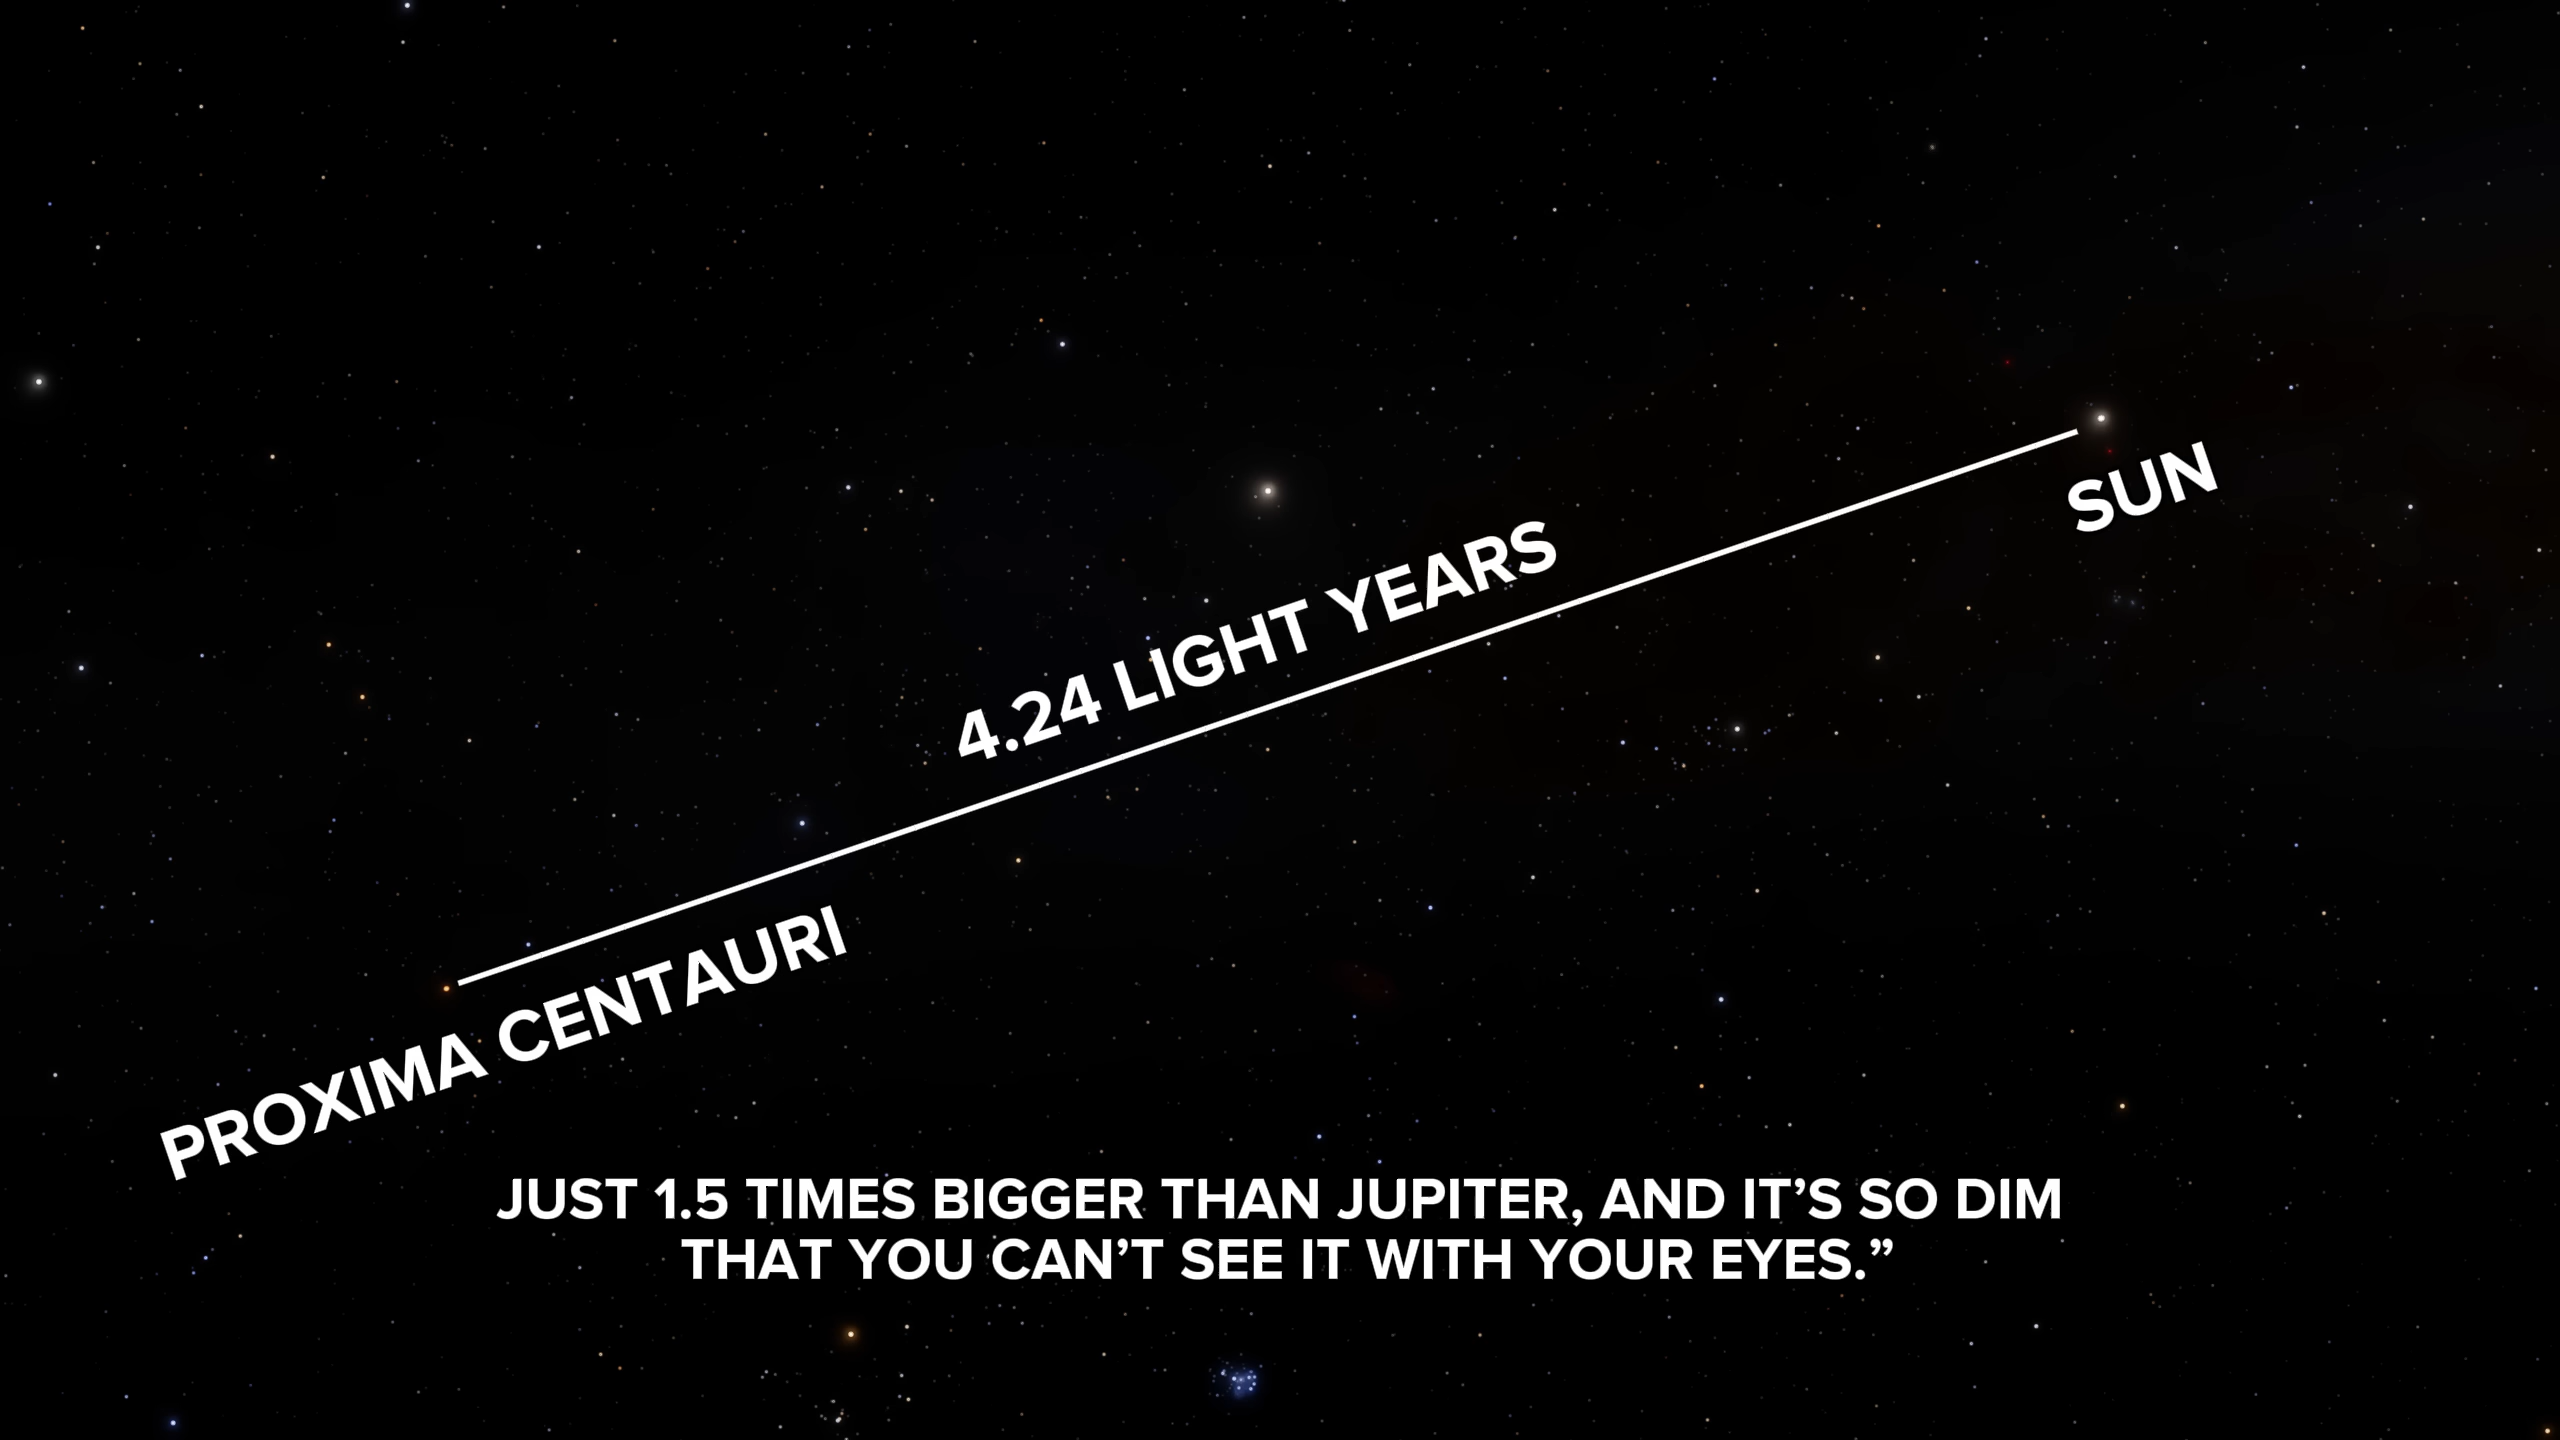 SUN
4.24 LIGHT YEARS
PROXIMA CENTAURI
JUST 1.5 TIMES BIGGER THAN JUPITER, AND IT’S SO DIM
THAT YOU CAN’T SEE IT WITH YOUR EYES.”